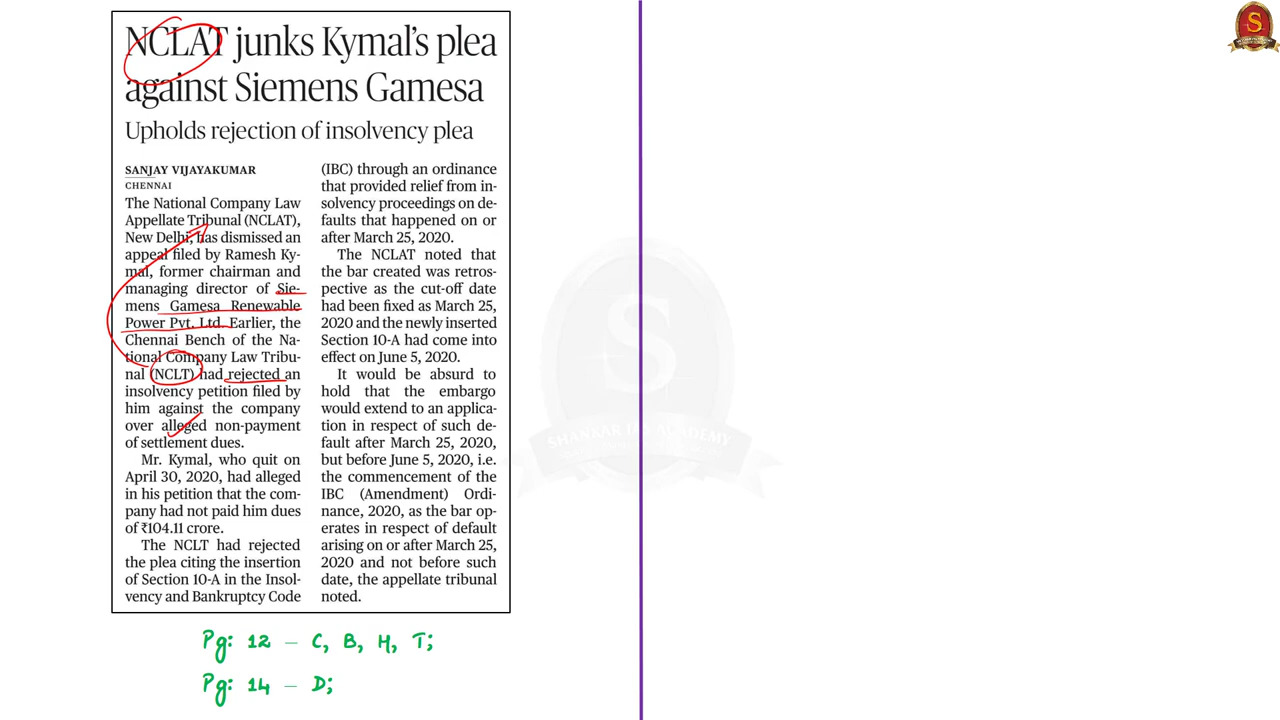 NCLAT junks Kymal's plea
against Siemens Gamesa
Upholds rejection of insolvency plea
SANJAY VIJAYAKUMAR
CHENNAI
The National Company Law
Appellate Tribunal (NCLAT),
New Delhi, has dismissed an
appeal filed by Ramesh Ky-
mal, former chairman and
managing director of Sie-
mens Gamesa Renewable
Power Pvt. Ltd. Earlier, the
Chennai Bench of the Na-
tional Company Law Tribu-
nal (NCLT) had rejected an
insolvency petition filed by
him against the company
over alleged non-payment
of settlement dues.
Mr. Kymal, who quit on
April 30, 2020, had alleged
in his petition that the com-
pany had not paid him dues
of ₹104.11 crore.
The NCLT had rejected
the plea citing the insertion
of Section 10-A in the Insol-
vency and Bankruptcy Code
(IBC) through an ordinance
that provided relief from in-
solvency proceedings on de-
faults that happened on or
after March 25, 2020.
The NCLAT noted that
the bar created was retros-
pective as the cut-off date
had been fixed as March 25,
2020 and the newly inserted
Section 10-A had come into
effect on June 5, 2020.
It would be absurd to
hold that the embargo
would extend to an applica-
tion in respect of such de-
fault after March 25, 2020,
but before June 5, 2020, i.e.
the commencement of the
IBC (Amendment) Ordi-
nance, 2020, as the bar op-
erates in respect of default
arising on or after March 25,
2020 and not before such
date, the appellate tribunal
noted.
Pg: 12 – C, B, H, T;
Pg: 14 – D;
S
SHANKAR IAS ACADEMY
S